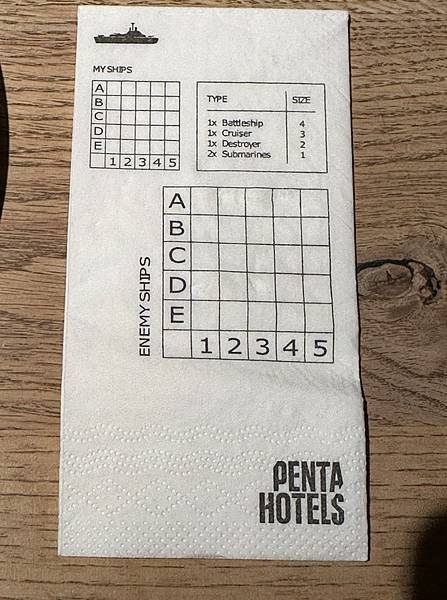 MY SHIPS
A
B
C
D
E
1 2 3 4 5
TYPE SIZE
1x Battleship 4
1x Cruiser 3
1x Destroyer 2
2x Submarines 1
ENEMY SHIPS
A
B
C
D
E
1 2 3 4 5
PENTA
HOTELS